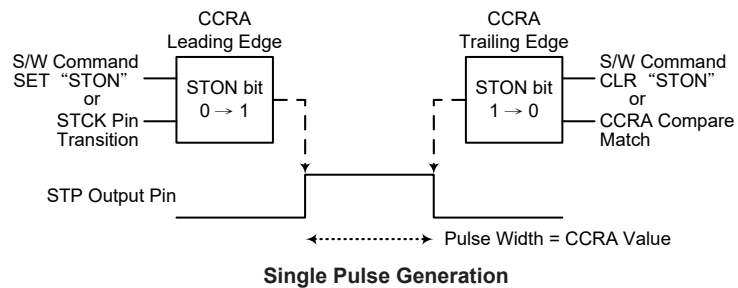 CCRA
Leading Edge
CCRA
Trailing Edge
S/W Command
SET “STON”
or
STCK Pin
Transition
STON bit
0 → 1
STON bit
1 → 0
S/W Command
CLR “STON”
or
CCRA Compare
Match
STP Output Pin
Pulse Width = CCRA Value
Single Pulse Generation